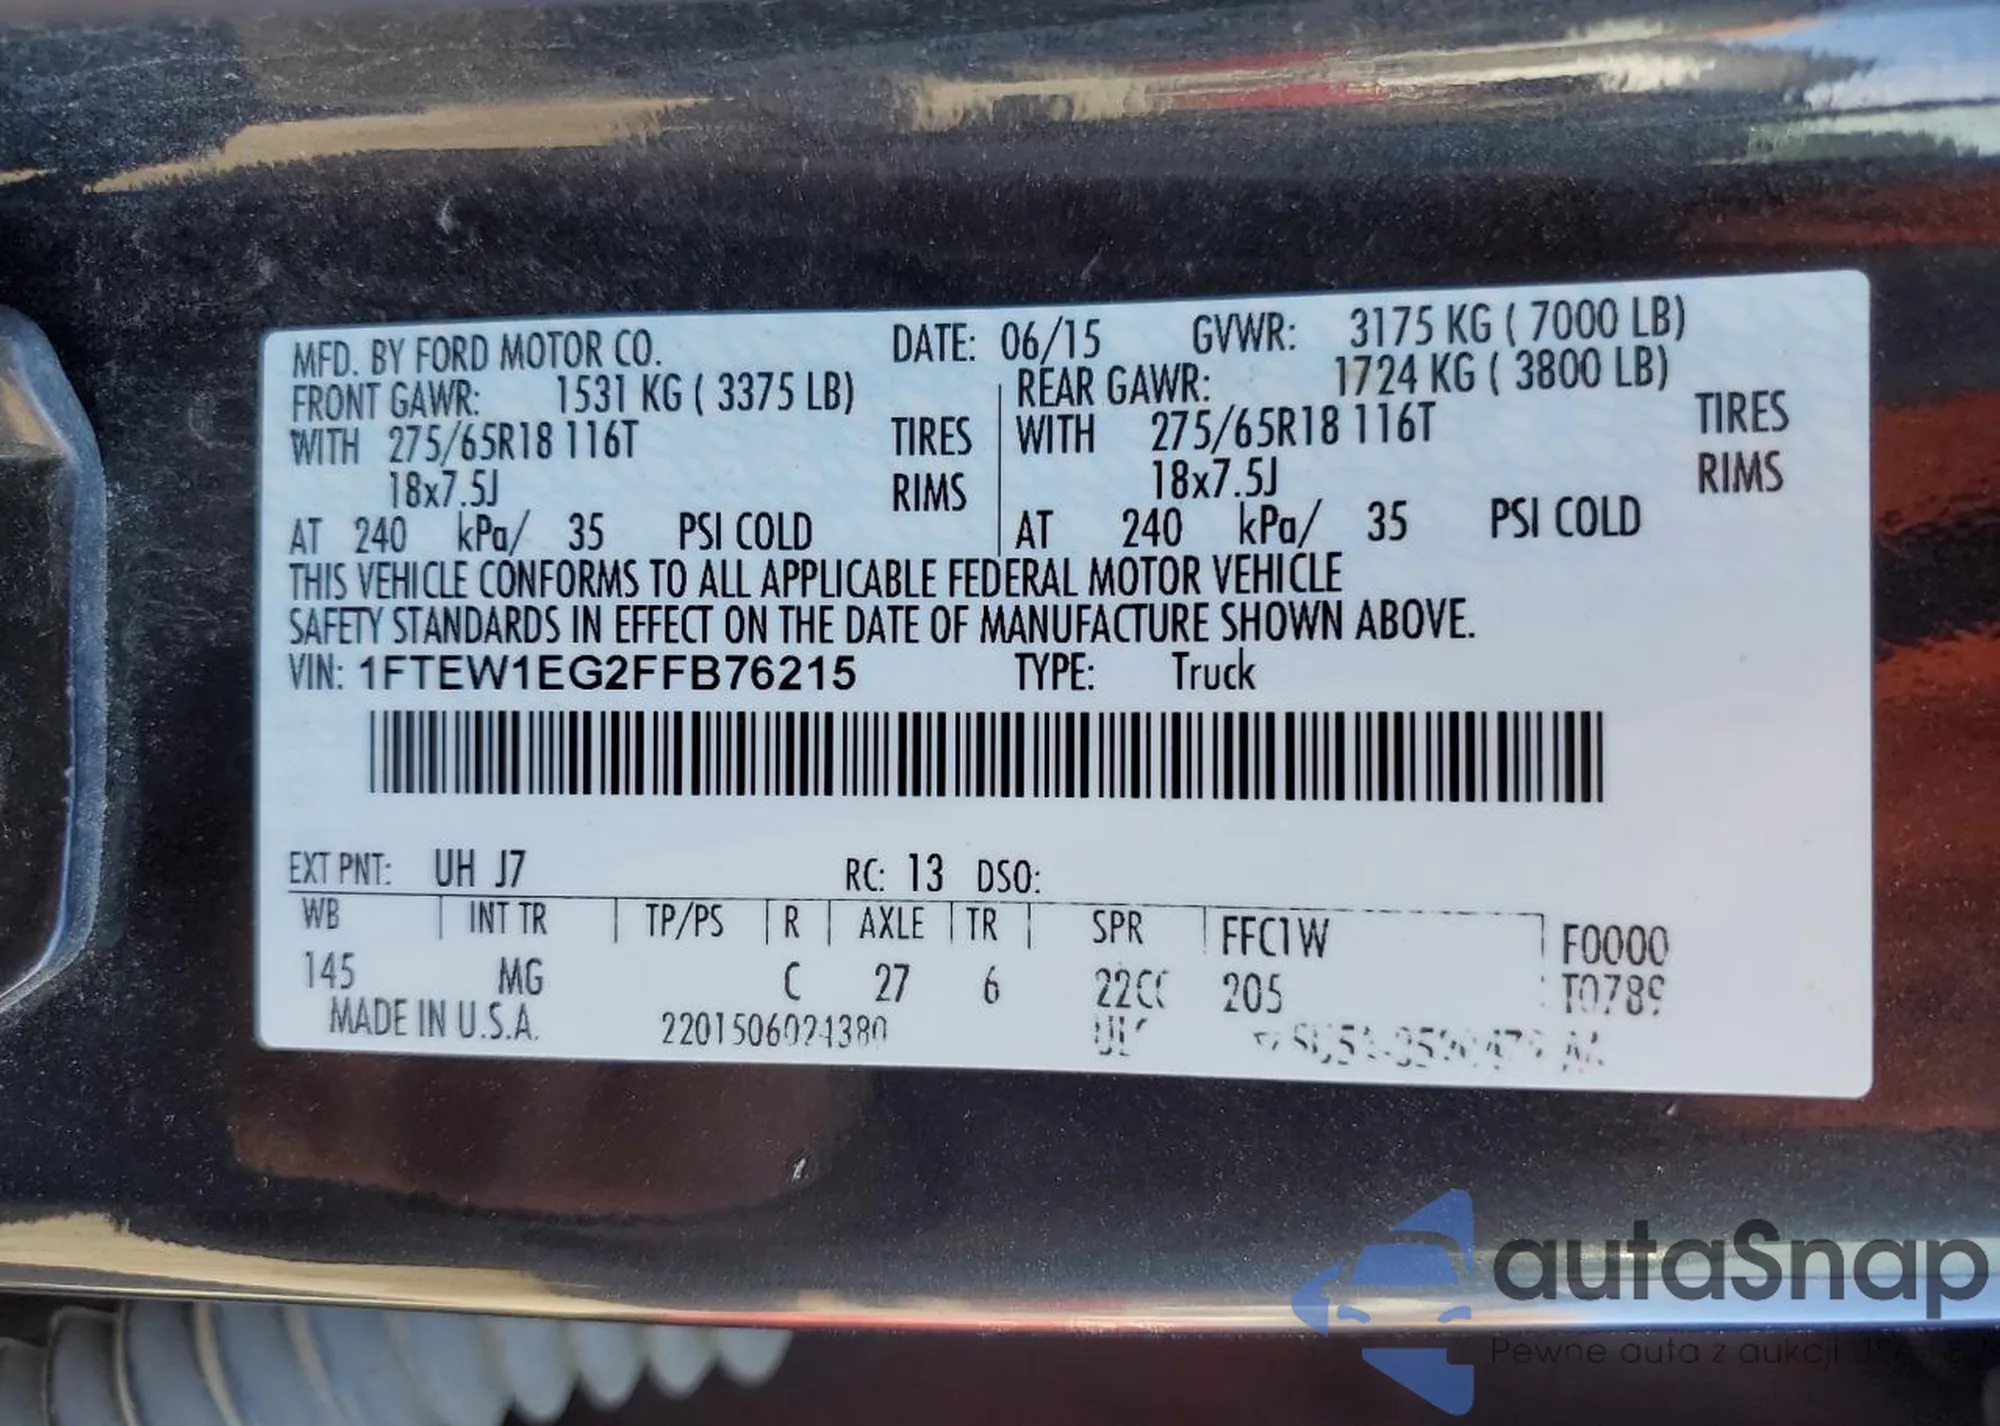 MFD. BY FORD MOTOR CO. DATE: 06/15 GVWR: 3175 KG ( 7000 LB)
FRONT GAWR: 1531 KG ( 3375 LB) REAR GAWR: 1724 KG ( 3800 LB)
WITH 275/65R18 116T TIRES WITH 275/65R18 116T TIRES
18x7.5J RIMS 18x7.5J RIMS
AT 240 kPa/ 35 PSI COLD AT 240 kPa/ 35 PSI COLD
THIS VEHICLE CONFORMS TO ALL APPLICABLE FEDERAL MOTOR VEHICLE
SAFETY STANDARDS IN EFFECT ON THE DATE OF MANUFACTURE SHOWN ABOVE.
VIN: 1FTEW1EG2FFB76215 TYPE: Truck
EXT PNT: UH J7 RC: 13 DSO:
WB INT TR TP/PS R AXLE TR SPR FFC1W F0000
145 MG C 27 6 205 T0789
MADE IN U.S.A.
autaSnap
Pewne auta z aukcji